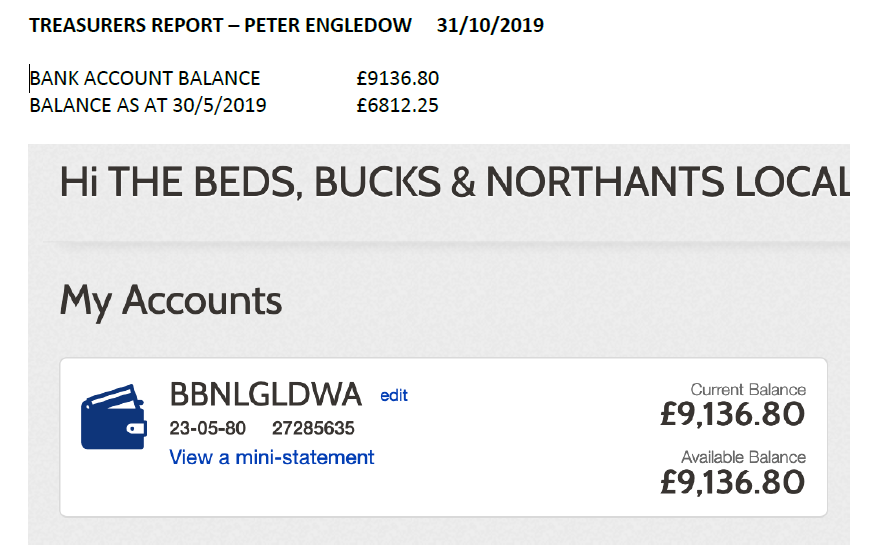 TREASURERS REPORT – PETER ENGLEDOW 31/10/2019
BANK ACCOUNT BALANCE £9136.80
BALANCE AS AT 30/5/2019 £6812.25
Hi THE BEDS, BUCKS & NORTHANTS LOCAL
My Accounts
BBNLGLDWA edit
23-05-80 27285635
View a mini-statement
Current Balance
£9,136.80
Available Balance
£9,136.80